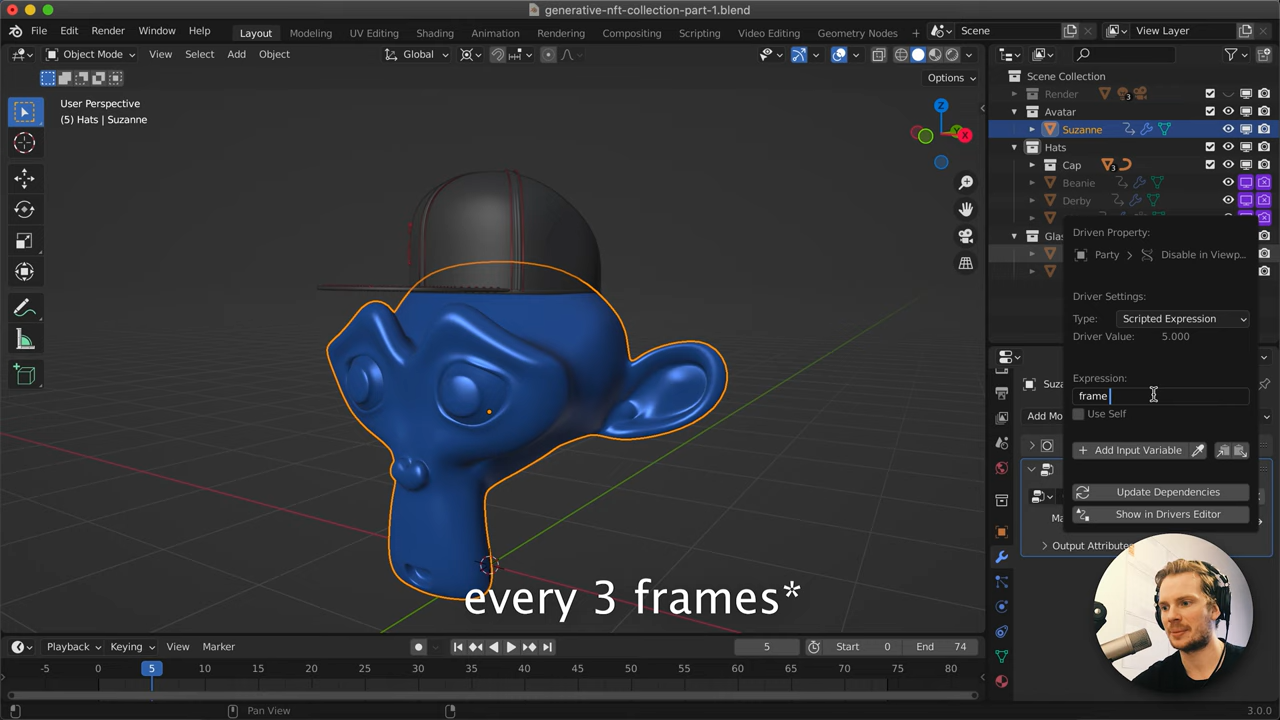 generative-nft-collection-part-1.blend
File Edit Render Window Help
Layout Modeling UV Editing Shading Animation Rendering Compositing Scripting Video Editing Geometry Nodes +
Scene
View Layer
Object Mode View Select Add Object
Global
Options
User Perspective
(5) Hats | Suzanne
Z
X
Scene Collection
Render 3
Avatar
Suzanne
Hats
Cap 3
Beanie
Derby
Driven Property:
Party Disable in Viewp...
Driver Settings:
Type: Scripted Expression
Driver Value: 5.000
Expression:
frame
Use Self
+ Add Input Variable
Update Dependencies
Show in Drivers Editor
Output Attributes
every 3 frames*
Playback Keying View Marker
5
Start 0 End 74
-5 0 5 10 15 20 25 30 35 40 45 50 55 60 65 70 75 80
Pan View
3.0.0